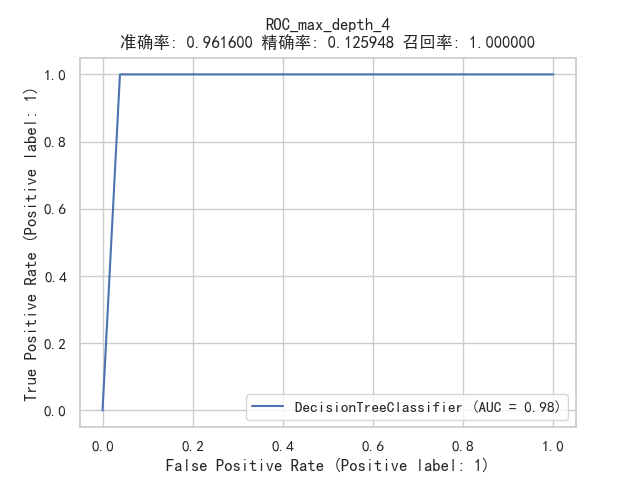 ROC_max_depth_4
准确率: 0.961600 精确率: 0.125948 召回率: 1.000000
True Positive Rate (Positive label: 1)
1.0
0.8
0.6
0.4
0.2
0.0
DecisionTreeClassifier (AUC = 0.98)
0.0 0.2 0.4 0.6 0.8 1.0
False Positive Rate (Positive label: 1)